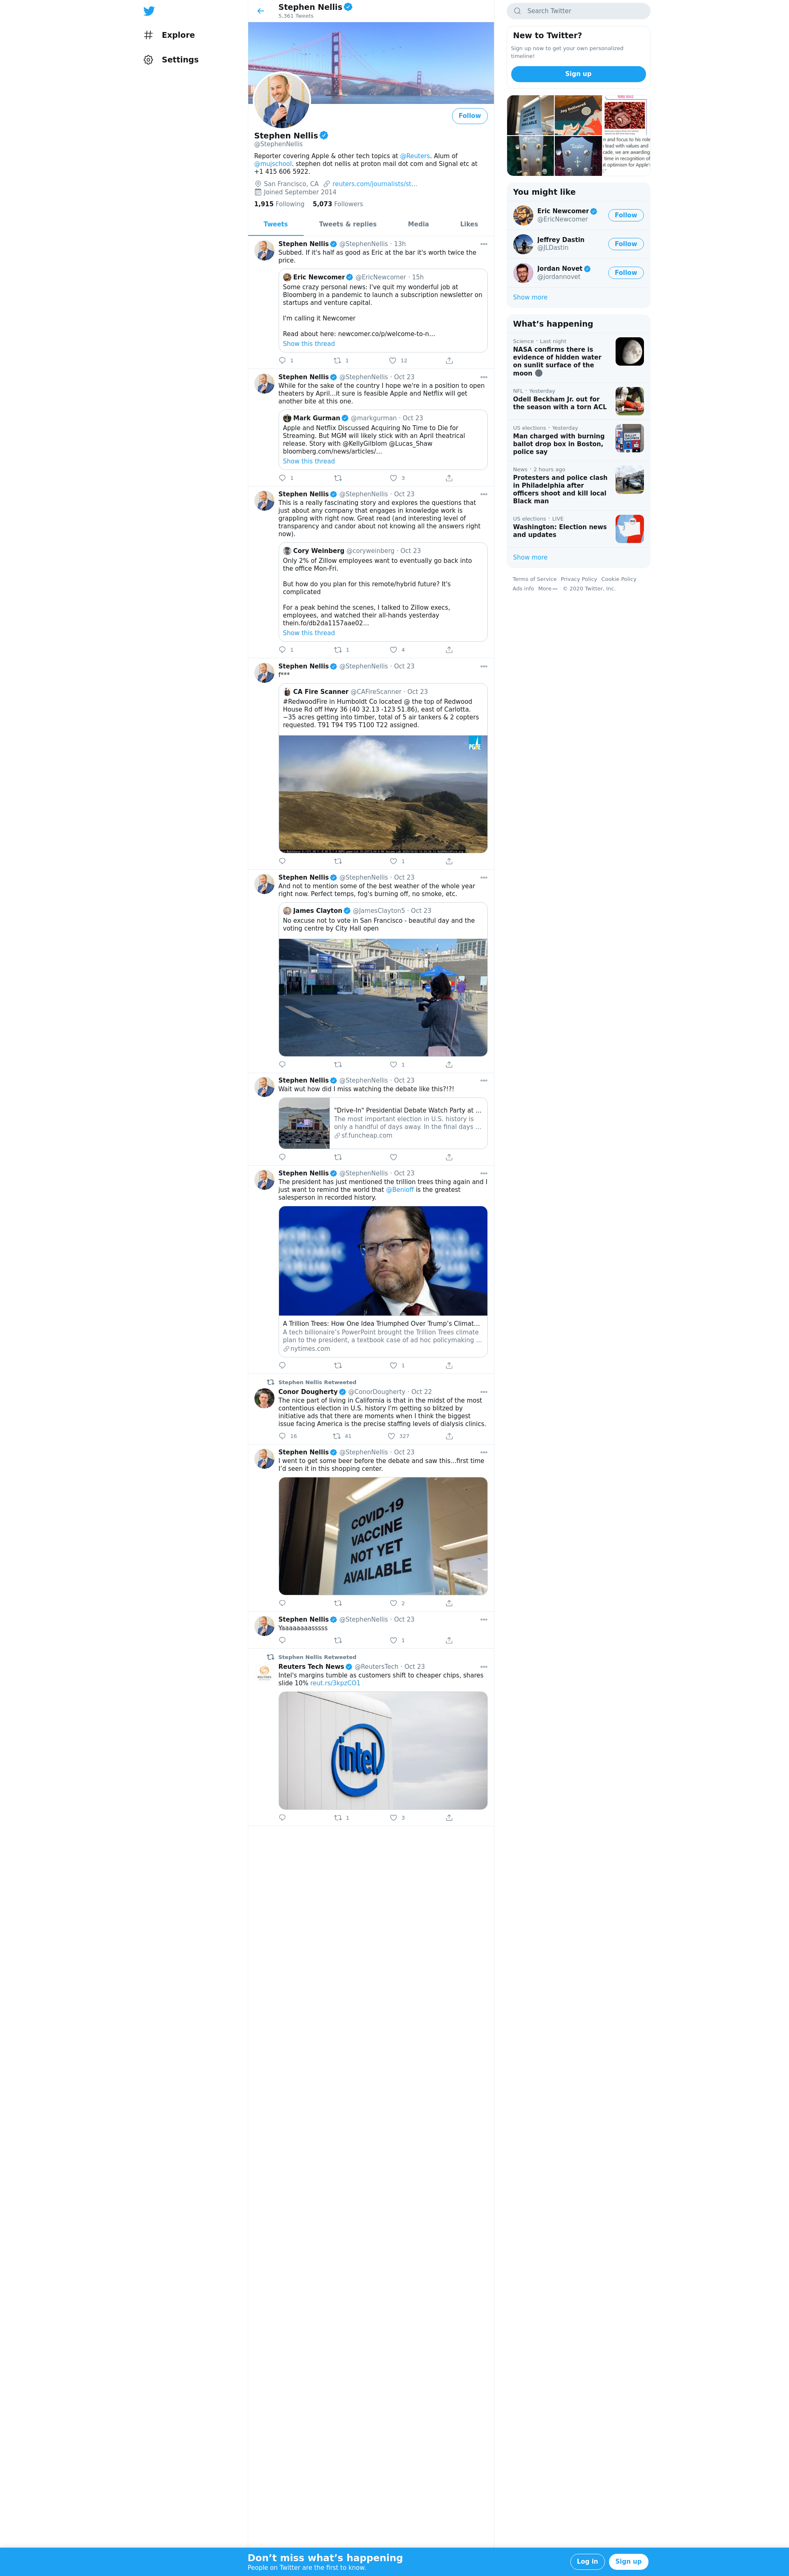 Explore
Settings
Stephen Nellis
5,361 Tweets
Follow
Stephen Nellis
@StephenNellis
Reporter covering Apple & other tech topics at @Reuters. Alum of
@mujschool. stephen dot nellis at proton mail dot com and Signal etc at
+1 415 606 5922.
San Francisco, CA reuters.com/journalists/st…
Joined September 2014
1,915 Following 5,073 Followers
Tweets Tweets & replies Media Likes
Stephen Nellis @StephenNellis · 13h
Subbed. If it's half as good as Eric at the bar it's worth twice the
price.
Eric Newcomer @EricNewcomer · 15h
Some crazy personal news: I've quit my wonderful job at
Bloomberg in a pandemic to launch a subscription newsletter on
startups and venture capital.
I'm calling it Newcomer
Read about here: newcomer.co/p/welcome-to-n…
Show this thread
1 1 12
Stephen Nellis @StephenNellis · Oct 23
While for the sake of the country I hope we're in a position to open
theaters by April...it sure is feasible Apple and Netflix will get
another bite at this one.
Mark Gurman @markgurman · Oct 23
Apple and Netflix Discussed Acquiring No Time to Die for
Streaming. But MGM will likely stick with an April theatrical
release. Story with @KellyGilblom @Lucas_Shaw
bloomberg.com/news/articles/…
Show this thread
1 3
Stephen Nellis @StephenNellis · Oct 23
This is a really fascinating story and explores the questions that
just about any company that engages in knowledge work is
grappling with right now. Great read (and interesting level of
transparency and candor about not knowing all the answers right
now).
Cory Weinberg @coryweinberg · Oct 23
Only 2% of Zillow employees want to eventually go back into
the office Mon-Fri.
But how do you plan for this remote/hybrid future? It's
complicated
For a peak behind the scenes, I talked to Zillow execs,
employees, and watched their all-hands yesterday
thein.fo/db2da1157aae02…
Show this thread
1 1 4
Stephen Nellis @StephenNellis · Oct 23
f***
CA Fire Scanner @CAFireScanner · Oct 23
#RedwoodFire in Humboldt Co located @ the top of Redwood
House Rd off Hwy 36 (40 32.13 -123 51.86), east of Carlotta.
~35 acres getting into timber, total of 5 air tankers & 2 copters
requested. T91 T94 T95 T100 T22 assigned.
1
Stephen Nellis @StephenNellis · Oct 23
And not to mention some of the best weather of the whole year
right now. Perfect temps, fog's burning off, no smoke, etc.
James Clayton @JamesClayton5 · Oct 23
No excuse not to vote in San Francisco - beautiful day and the
voting centre by City Hall open
1
Stephen Nellis @StephenNellis · Oct 23
Wait wut how did I miss watching the debate like this?!?!
"Drive-In" Presidential Debate Watch Party at ...
The most important election in U.S. history is
only a handful of days away. In the final days ...
sf.funcheap.com
Stephen Nellis @StephenNellis · Oct 23
The president has just mentioned the trillion trees thing again and I
just want to remind the world that @Benioff is the greatest
salesperson in recorded history.
A Trillion Trees: How One Idea Triumphed Over Trump's Climat...
A tech billionaire's PowerPoint brought the Trillion Trees climate
plan to the president, a textbook case of ad hoc policymaking ...
nytimes.com
1
Stephen Nellis Retweeted
Conor Dougherty @ConorDougherty · Oct 22
The nice part of living in California is that in the midst of the most
contentious election in U.S. history I'm getting so blitzed by
initiative ads that there are moments when I think the biggest
issue facing America is the precise staffing levels of dialysis clinics.
16 41 327
Stephen Nellis @StephenNellis · Oct 23
I went to get some beer before the debate and saw this...first time
I'd seen it in this shopping center.
COVID-19
VACCINE
NOT YET
AVAILABLE
2
Stephen Nellis @StephenNellis · Oct 23
Yaaaaaaaasssss
1
Stephen Nellis Retweeted
Reuters Tech News @ReutersTech · Oct 23
Intel's margins tumble as customers shift to cheaper chips, shares
slide 10% reut.rs/3kpzCO1
intel
1 3
Search Twitter
New to Twitter?
Sign up now to get your own personalized
timeline!
Sign up
You might like
Eric Newcomer
@EricNewcomer
Follow
Jeffrey Dastin
@JLDastin
Follow
Jordan Novet
@jordannovet
Follow
Show more
What's happening
Science · Last night
NASA confirms there is
evidence of hidden water
on sunlit surface of the
moon
NFL · Yesterday
Odell Beckham Jr. out for
the season with a torn ACL
US elections · Yesterday
Man charged with burning
ballot drop box in Boston,
police say
News · 2 hours ago
Protesters and police clash
in Philadelphia after
officers shoot and kill local
Black man
US elections · LIVE
Washington: Election news
and updates
Show more
Terms of Service Privacy Policy Cookie Policy
Ads info More © 2020 Twitter, Inc.
Don't miss what's happening
People on Twitter are the first to know.
Log in
Sign up